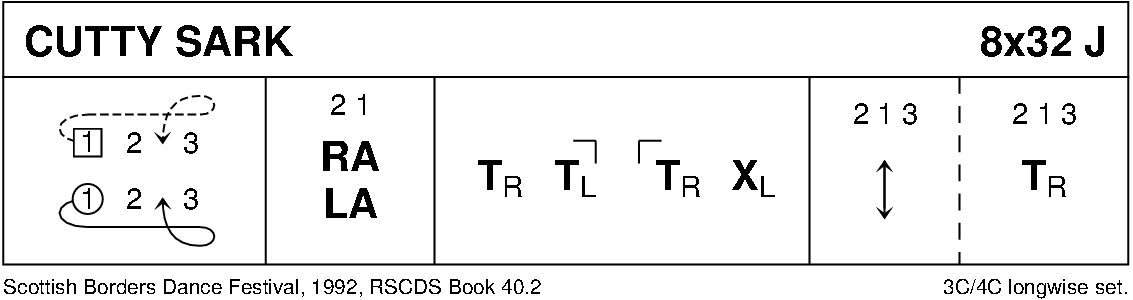 CUTTY SARK 8x32 J
1 2 3
1 2 3
2 1
RA
LA
TR TL TR XL
2 1 3
2 1 3
TR
Scottish Borders Dance Festival, 1992, RSCDS Book 40.2 3C/4C longwise set.